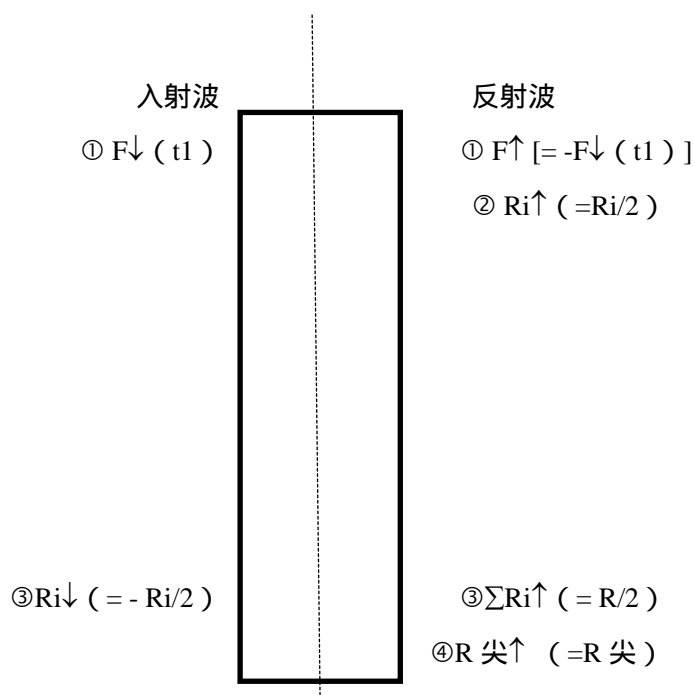 入射波 反射波
① F↓（t1） ① F↑ [= -F↓（t1）]
② Ri↑（=Ri/2）
③Ri↓（= - Ri/2） ③∑Ri↑（= R/2）
④R 尖↑ （=R 尖）